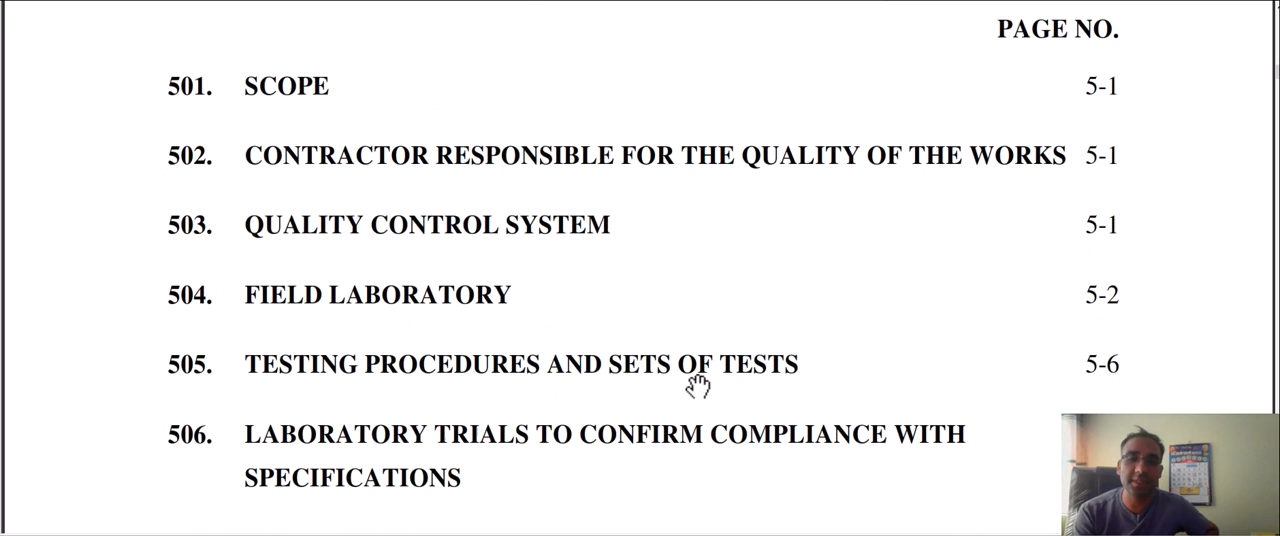 PAGE NO.
501. SCOPE 5-1
502. CONTRACTOR RESPONSIBLE FOR THE QUALITY OF THE WORKS 5-1
503. QUALITY CONTROL SYSTEM 5-1
504. FIELD LABORATORY 5-2
505. TESTING PROCEDURES AND SETS OF TESTS 5-6
506. LABORATORY TRIALS TO CONFIRM COMPLIANCE WITH
SPECIFICATIONS